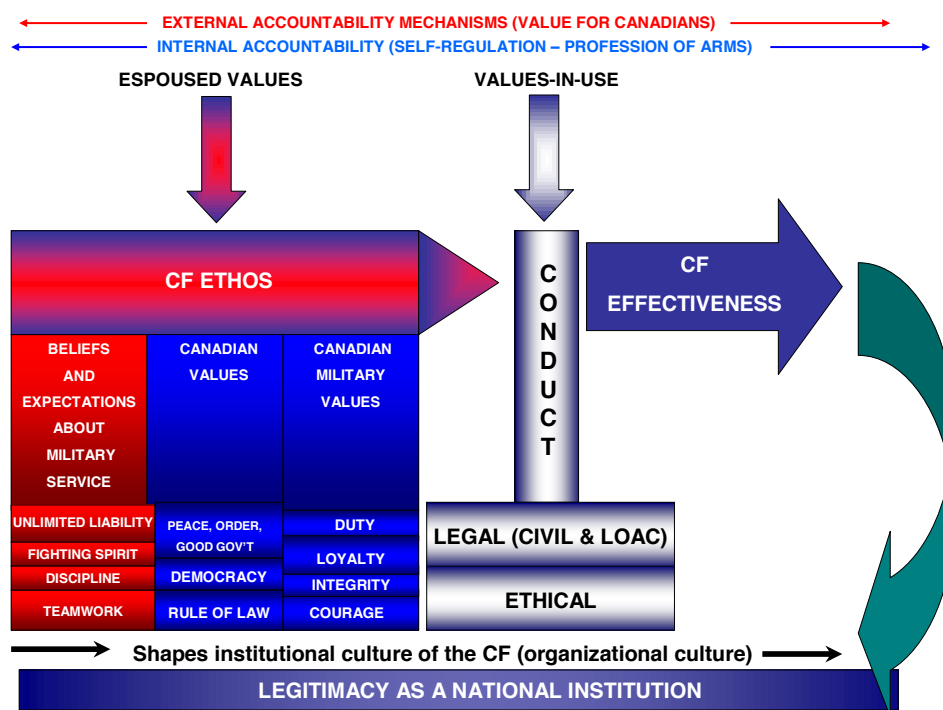 EXTERNAL ACCOUNTABILITY MECHANISMS (VALUE FOR CANADIANS)
INTERNAL ACCOUNTABILITY (SELF-REGULATION – PROFESSION OF ARMS)
ESPOUSED VALUES
VALUES-IN-USE
CF ETHOS
BELIEFS
AND
EXPECTATIONS
ABOUT
MILITARY
SERVICE
UNLIMITED LIABILITY
FIGHTING SPIRIT
DISCIPLINE
TEAMWORK
CANADIAN
VALUES
PEACE, ORDER,
GOOD GOV'T
DEMOCRACY
RULE OF LAW
CANADIAN
MILITARY
VALUES
DUTY
LOYALTY
INTEGRITY
COURAGE
C
O
N
D
U
C
T
LEGAL (CIVIL & LOAC)
ETHICAL
CF
EFFECTIVENESS
Shapes institutional culture of the CF (organizational culture)
LEGITIMACY AS A NATIONAL INSTITUTION